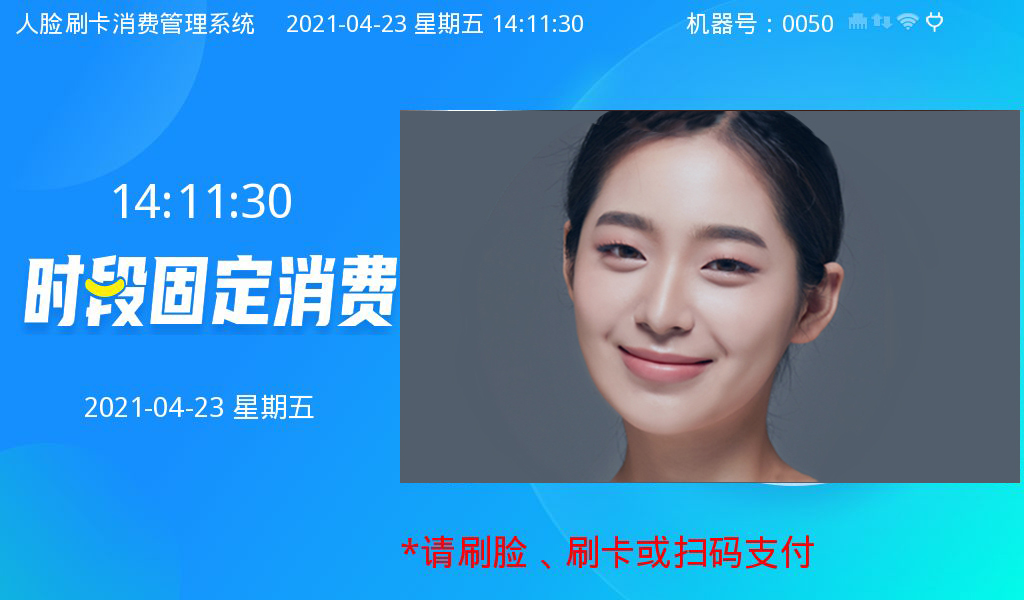 人脸刷卡消费管理系统 2021-04-23 星期五 14:11:30 机器号：0050
14:11:30
时段固定消费
2021-04-23 星期五
*请刷脸、刷卡或扫码支付